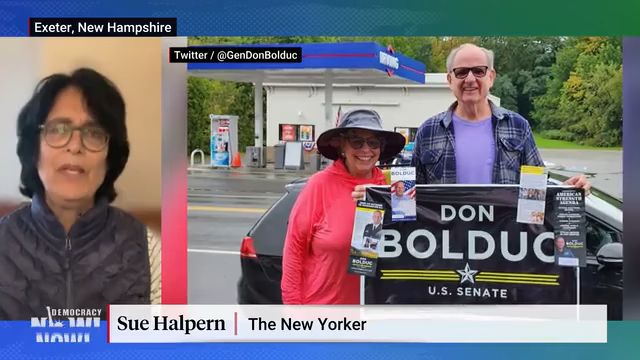 Exeter, New Hampshire
Twitter / @GenDonBolduc
DON
BOLDUC
U.S. SENATE
BOLDUC
AMERICAN
STRENGTH
AGENDA
DEMOCRACY
NOW!
Sue Halpern | The New Yorker